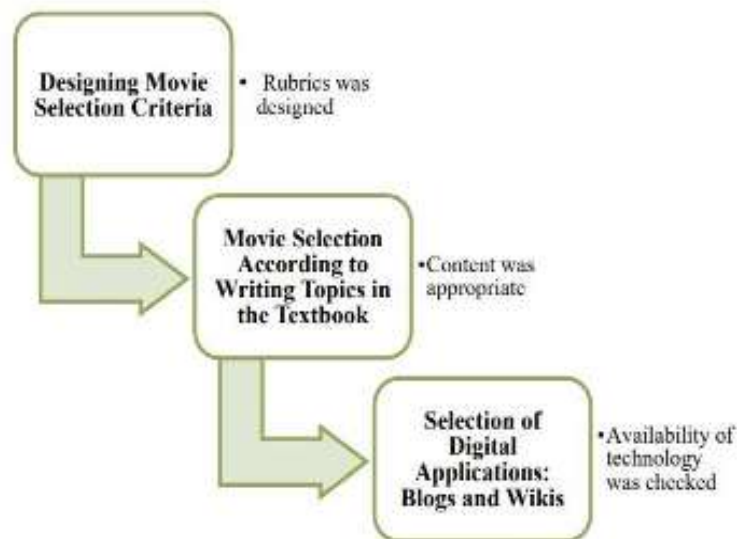 Designing Movie
Selection Criteria
• Rubrics was
designed
Movie Selection
According to
Writing Topics in
the Textbook
•Content was
appropriate
Selection of
Digital
Applications:
Blogs and Wikis
•Availability of
technology
was checked